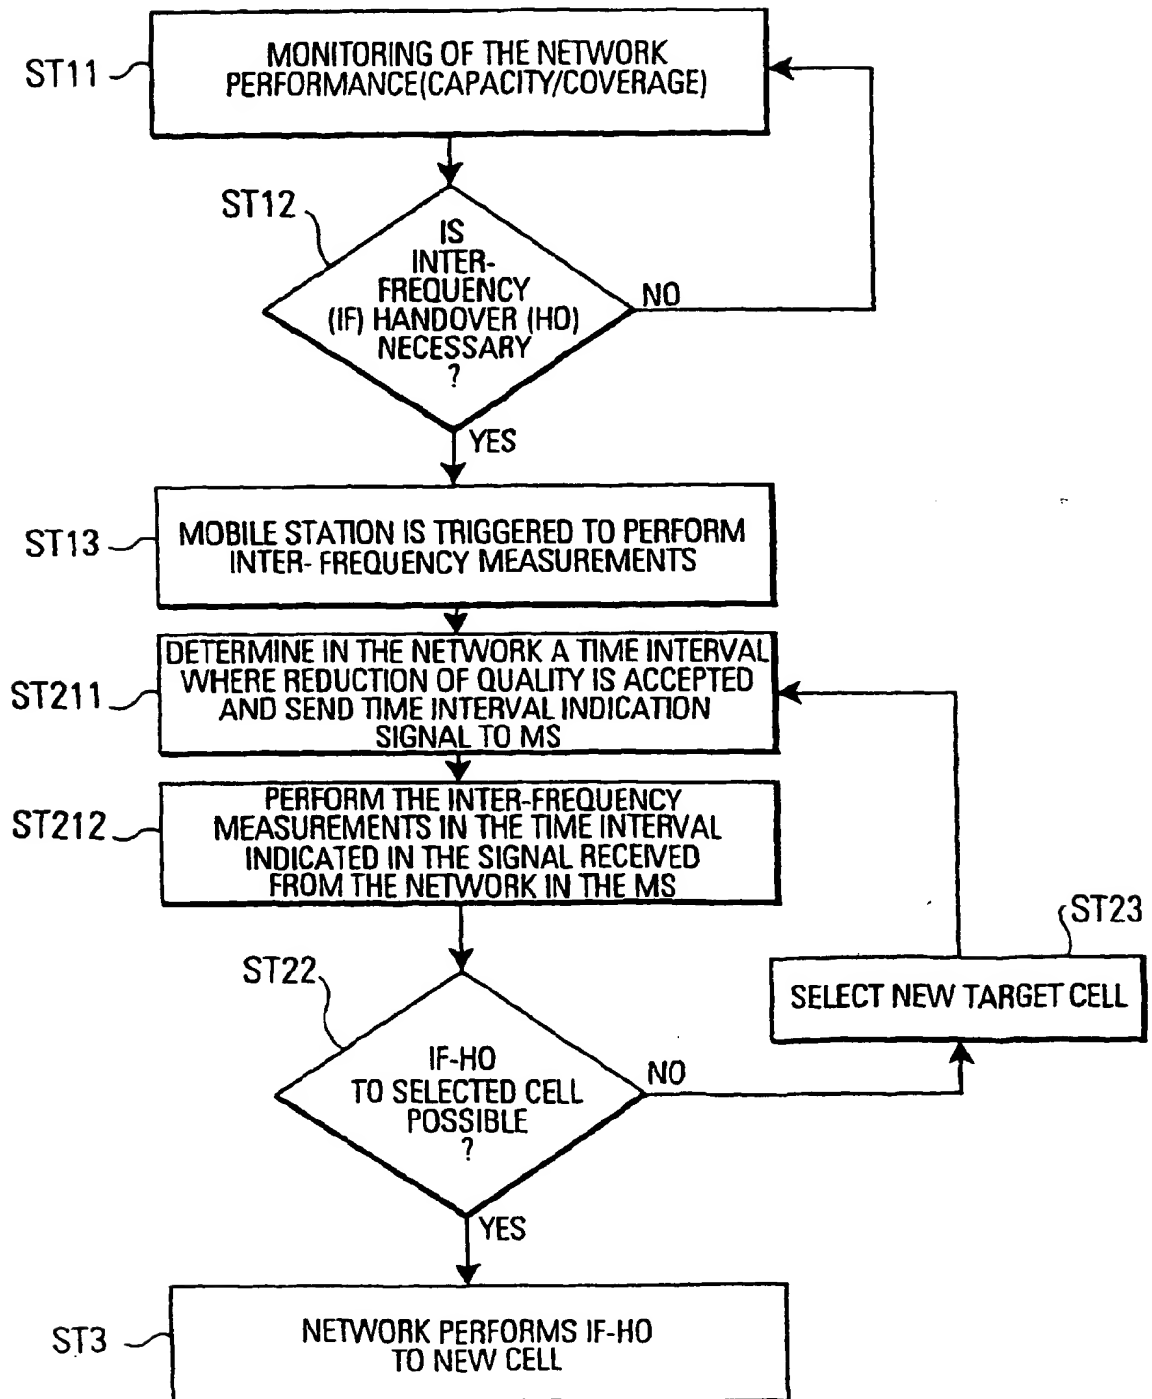 ST11
MONITORING OF THE NETWORK
PERFORMANCE(CAPACITY/COVERAGE)
ST12
IS
INTER-
FREQUENCY
(IF) HANDOVER (HO)
NECESSARY
?
NO
YES
ST13
MOBILE STATION IS TRIGGERED TO PERFORM
INTER- FREQUENCY MEASUREMENTS
ST211
DETERMINE IN THE NETWORK A TIME INTERVAL
WHERE REDUCTION OF QUALITY IS ACCEPTED
AND SEND TIME INTERVAL INDICATION
SIGNAL TO MS
ST212
PERFORM THE INTER-FREQUENCY
MEASUREMENTS IN THE TIME INTERVAL
INDICATED IN THE SIGNAL RECEIVED
FROM THE NETWORK IN THE MS
ST23
SELECT NEW TARGET CELL
ST22
IF-HO
TO SELECTED CELL
POSSIBLE
?
NO
YES
ST3
NETWORK PERFORMS IF-HO
TO NEW CELL